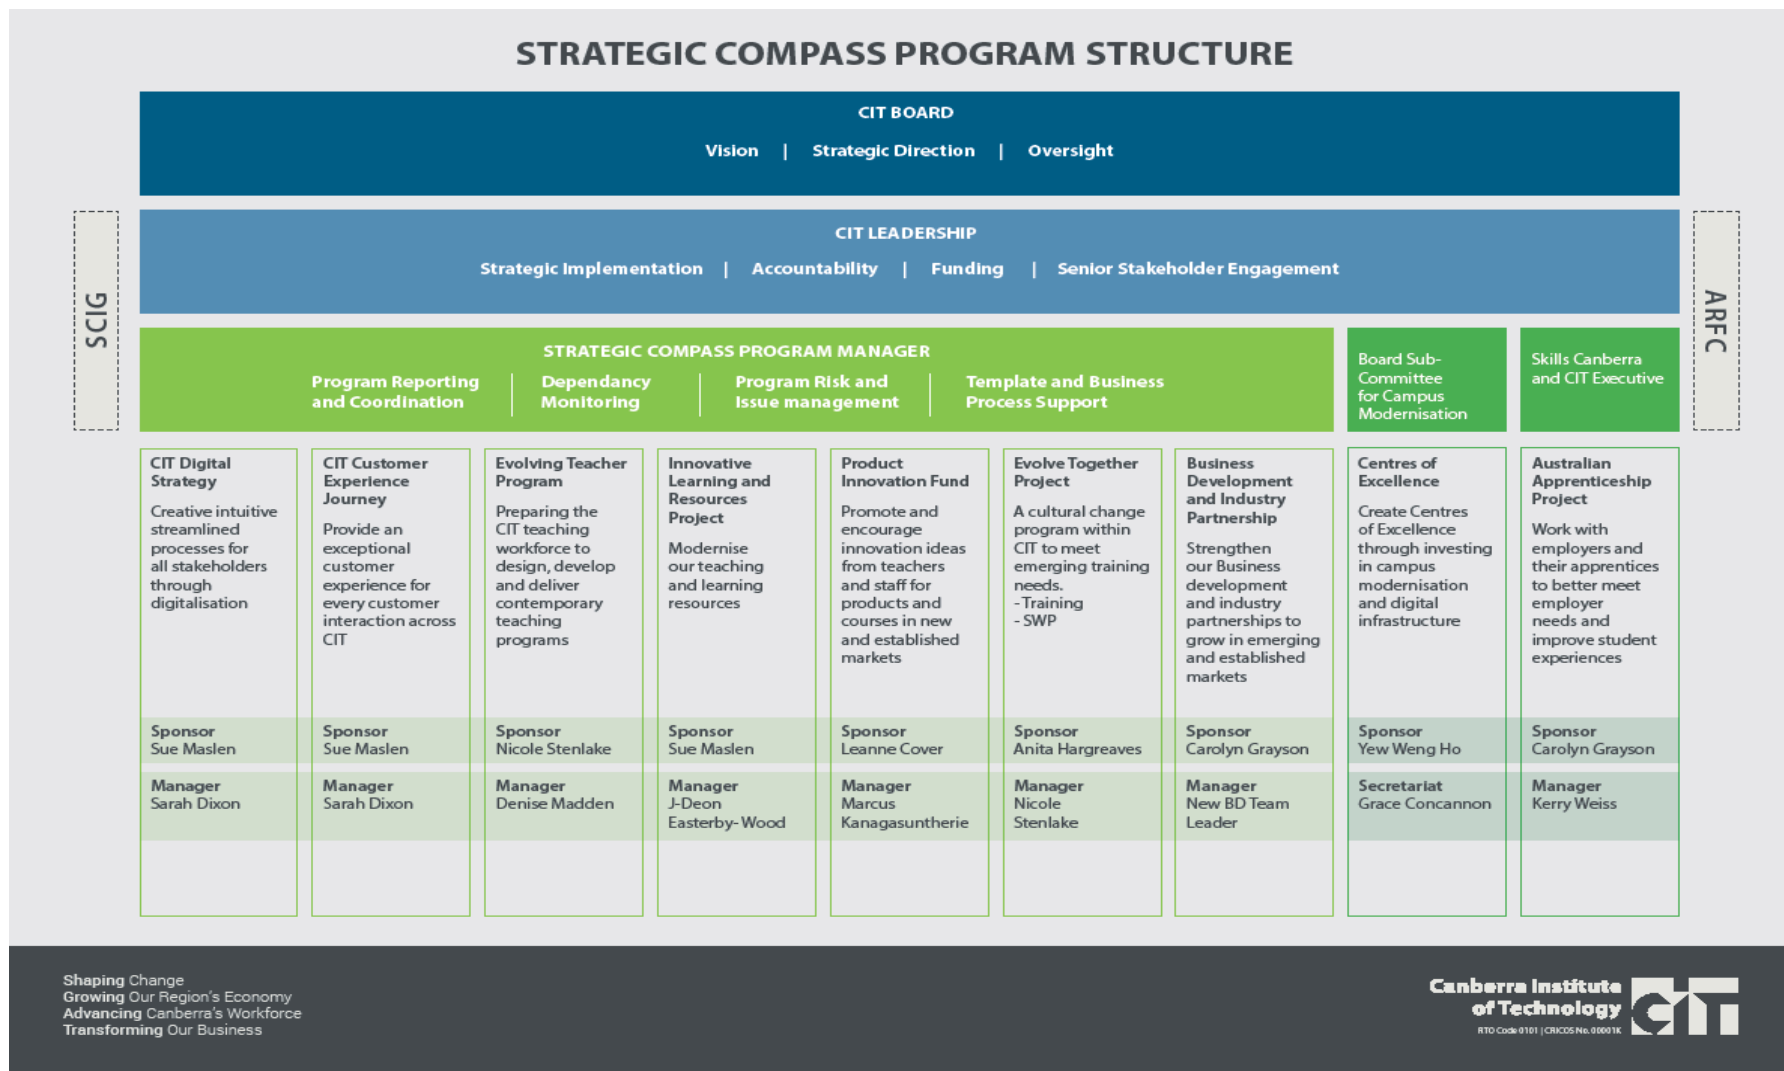 STRATEGIC COMPASS PROGRAM STRUCTURE
CIT BOARD
Vision | Strategic Direction | Oversight
SCIG
CIT LEADERSHIP
Strategic Implementation | Accountability | Funding | Senior Stakeholder Engagement
ARFC
STRATEGIC COMPASS PROGRAM MANAGER
Program Reporting
and Coordination
Dependancy
Monitoring
Program Risk and
Issue management
Template and Business
Process Support
Board Sub-
Committee
for Campus
Modernisation
Skills Canberra
and CIT Executive
CIT Digital
Strategy
Creative intuitive
streamlined
processes for
all stakeholders
through
digitalisation
Sponsor
Sue Maslen
Manager
Sarah Dixon
CIT Customer
Experience
Journey
Provide an
exceptional
customer
experience for
every customer
interaction across
CIT
Sponsor
Sue Maslen
Manager
Sarah Dixon
Evolving Teacher
Program
Preparing the
CIT teaching
workforce to
design, develop
and deliver
contemporary
teaching
programs
Sponsor
Nicole Stenlake
Manager
Denise Madden
Innovative
Learning and
Resources
Project
Modernise
our teaching
and learning
resources
Sponsor
Sue Maslen
Manager
J-Deon
Easterby-Wood
Product
Innovation Fund
Promote and
encourage
innovation ideas
from teachers
and staff for
products and
courses in new
and established
markets
Sponsor
Leanne Cover
Manager
Marcus
Kanagasuntherie
Evolve Together
Project
A cultural change
program within
CIT to meet
emerging training
needs.
- Training
- SWP
Sponsor
Anita Hargreaves
Manager
Nicole
Stenlake
Business
Development
and Industry
Partnership
Strengthen
our Business
development
and industry
partnerships to
grow in emerging
and established
markets
Sponsor
Carolyn Grayson
Manager
New BD Team
Leader
Centres of
Excellence
Create Centres
of Excellence
through investing
in campus
modernisation
and digital
infrastructure
Sponsor
Yew Weng Ho
Secretariat
Grace Concannon
Australian
Apprenticeship
Project
Work with
employers and
their apprentices
to better meet
employer
needs and
improve student
experiences
Sponsor
Carolyn Grayson
Manager
Kerry Weiss
Shaping Change
Growing Our Region's Economy
Advancing Canberra's Workforce
Transforming Our Business
Canberra Institute
of Technology
RTO Code 0101 | CRICOS No. 00001K
CIT